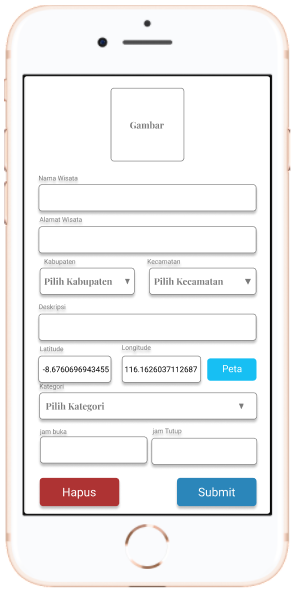 Gambar
Nama Wisata
Alamat Wisata
Kabupaten Kecamatan
Pilih Kabupaten Pilih Kecamatan
Deskripsi
Latitude Longitude
-8.6760696943455 116.1626037112687 Peta
Kategori
Pilih Kategori
jam buka jam Tutup
Hapus Submit